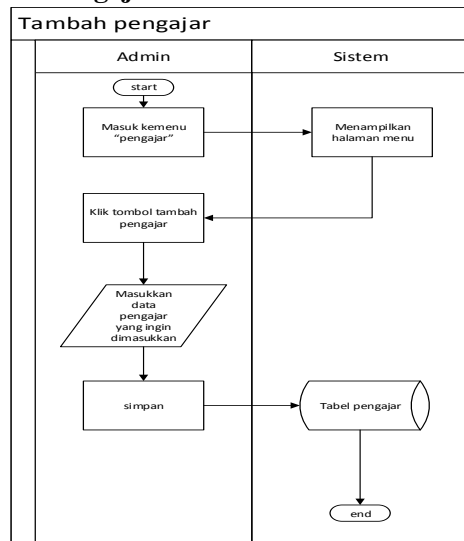 Tambah pengajar
Admin
Sistem
start
Masuk kemenu
“pengajar”
Menampilkan
halaman menu
Klik tombol tambah
pengajar
Masukkan
data
pengajar
yang ingin
dimasukkan
simpan
Tabel pengajar
end